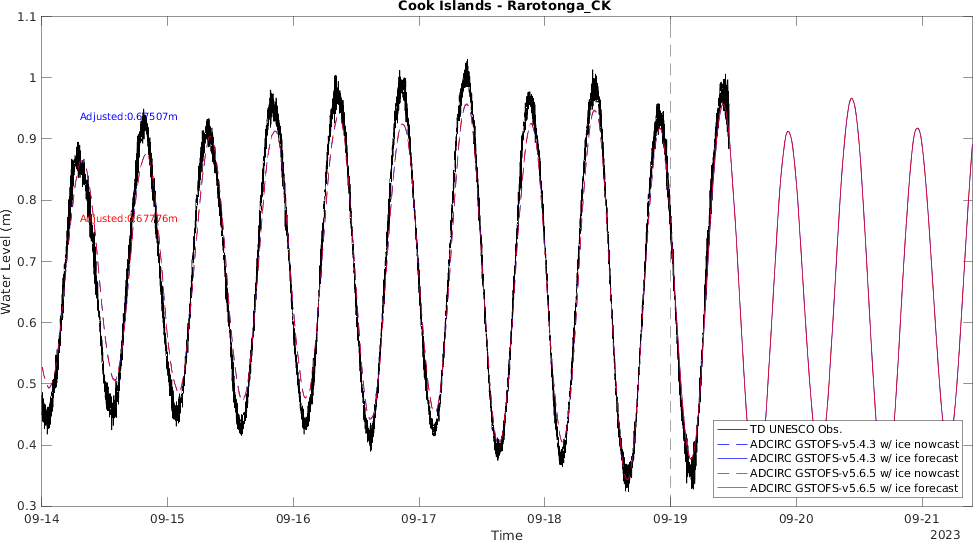 Cook Islands - Rarotonga_CK
1.1
1
0.9
0.8
0.7
0.6
0.5
0.4
0.3
Water Level (m)
Adjusted:0.67507m
Adjusted:0.67776m
TD UNESCO Obs.
ADCIRC GSTOFS-v5.4.3 w/ ice nowcast
ADCIRC GSTOFS-v5.4.3 w/ ice forecast
ADCIRC GSTOFS-v5.6.5 w/ ice nowcast
ADCIRC GSTOFS-v5.6.5 w/ ice forecast
09-14 09-15 09-16 09-17 09-18 09-19 09-20 09-21
Time
2023